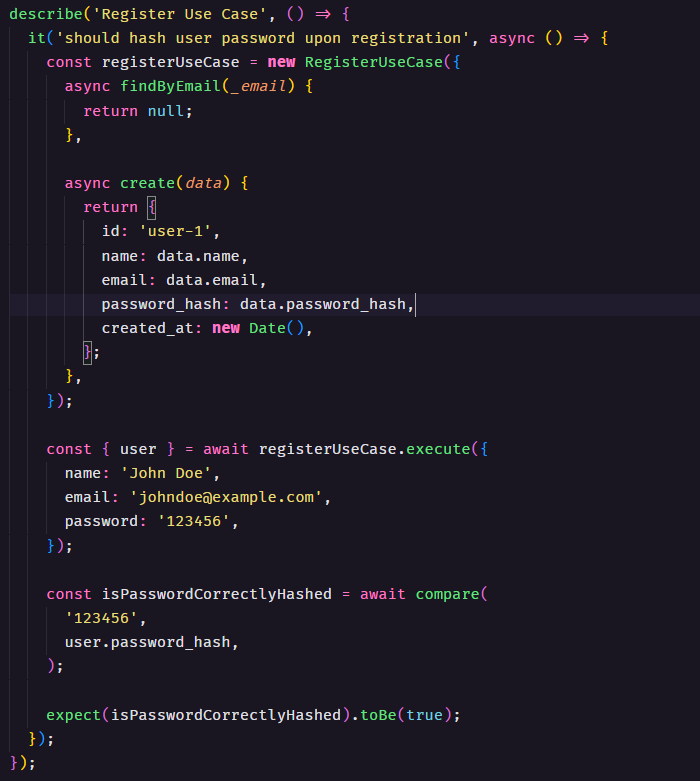 describe('Register Use Case', () => {
  it('should hash user password upon registration', async () => {
    const registerUseCase = new RegisterUseCase({
      async findByEmail(_email) {
        return null;
      },

      async create(data) {
        return {
          id: 'user-1',
          name: data.name,
          email: data.email,
          password_hash: data.password_hash,
          created_at: new Date(),
        };
      },
    });

    const { user } = await registerUseCase.execute({
      name: 'John Doe',
      email: 'johndoe@example.com',
      password: '123456',
    });

    const isPasswordCorrectlyHashed = await compare(
      '123456',
      user.password_hash,
    );

    expect(isPasswordCorrectlyHashed).toBe(true);
  });
});